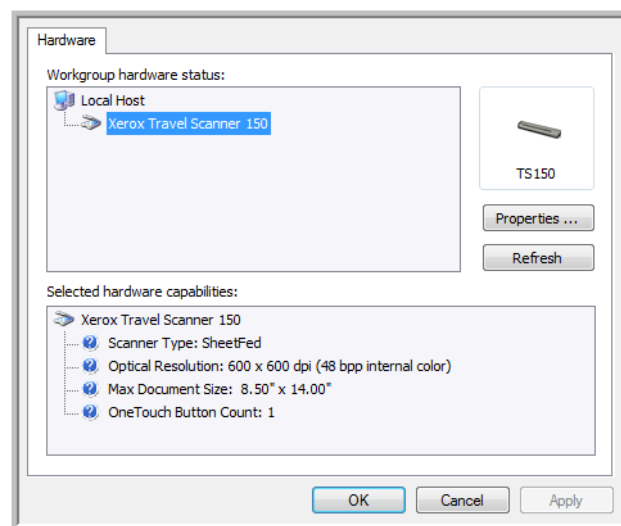 Hardware
Workgroup hardware status:
Local Host
Xerox Travel Scanner 150
TS150
Properties ...
Refresh
Selected hardware capabilities:
Xerox Travel Scanner 150
Scanner Type: SheetFed
Optical Resolution: 600 x 600 dpi (48 bpp internal color)
Max Document Size:  8.50" x 14.00"
OneTouch Button Count: 1
OK Cancel Apply